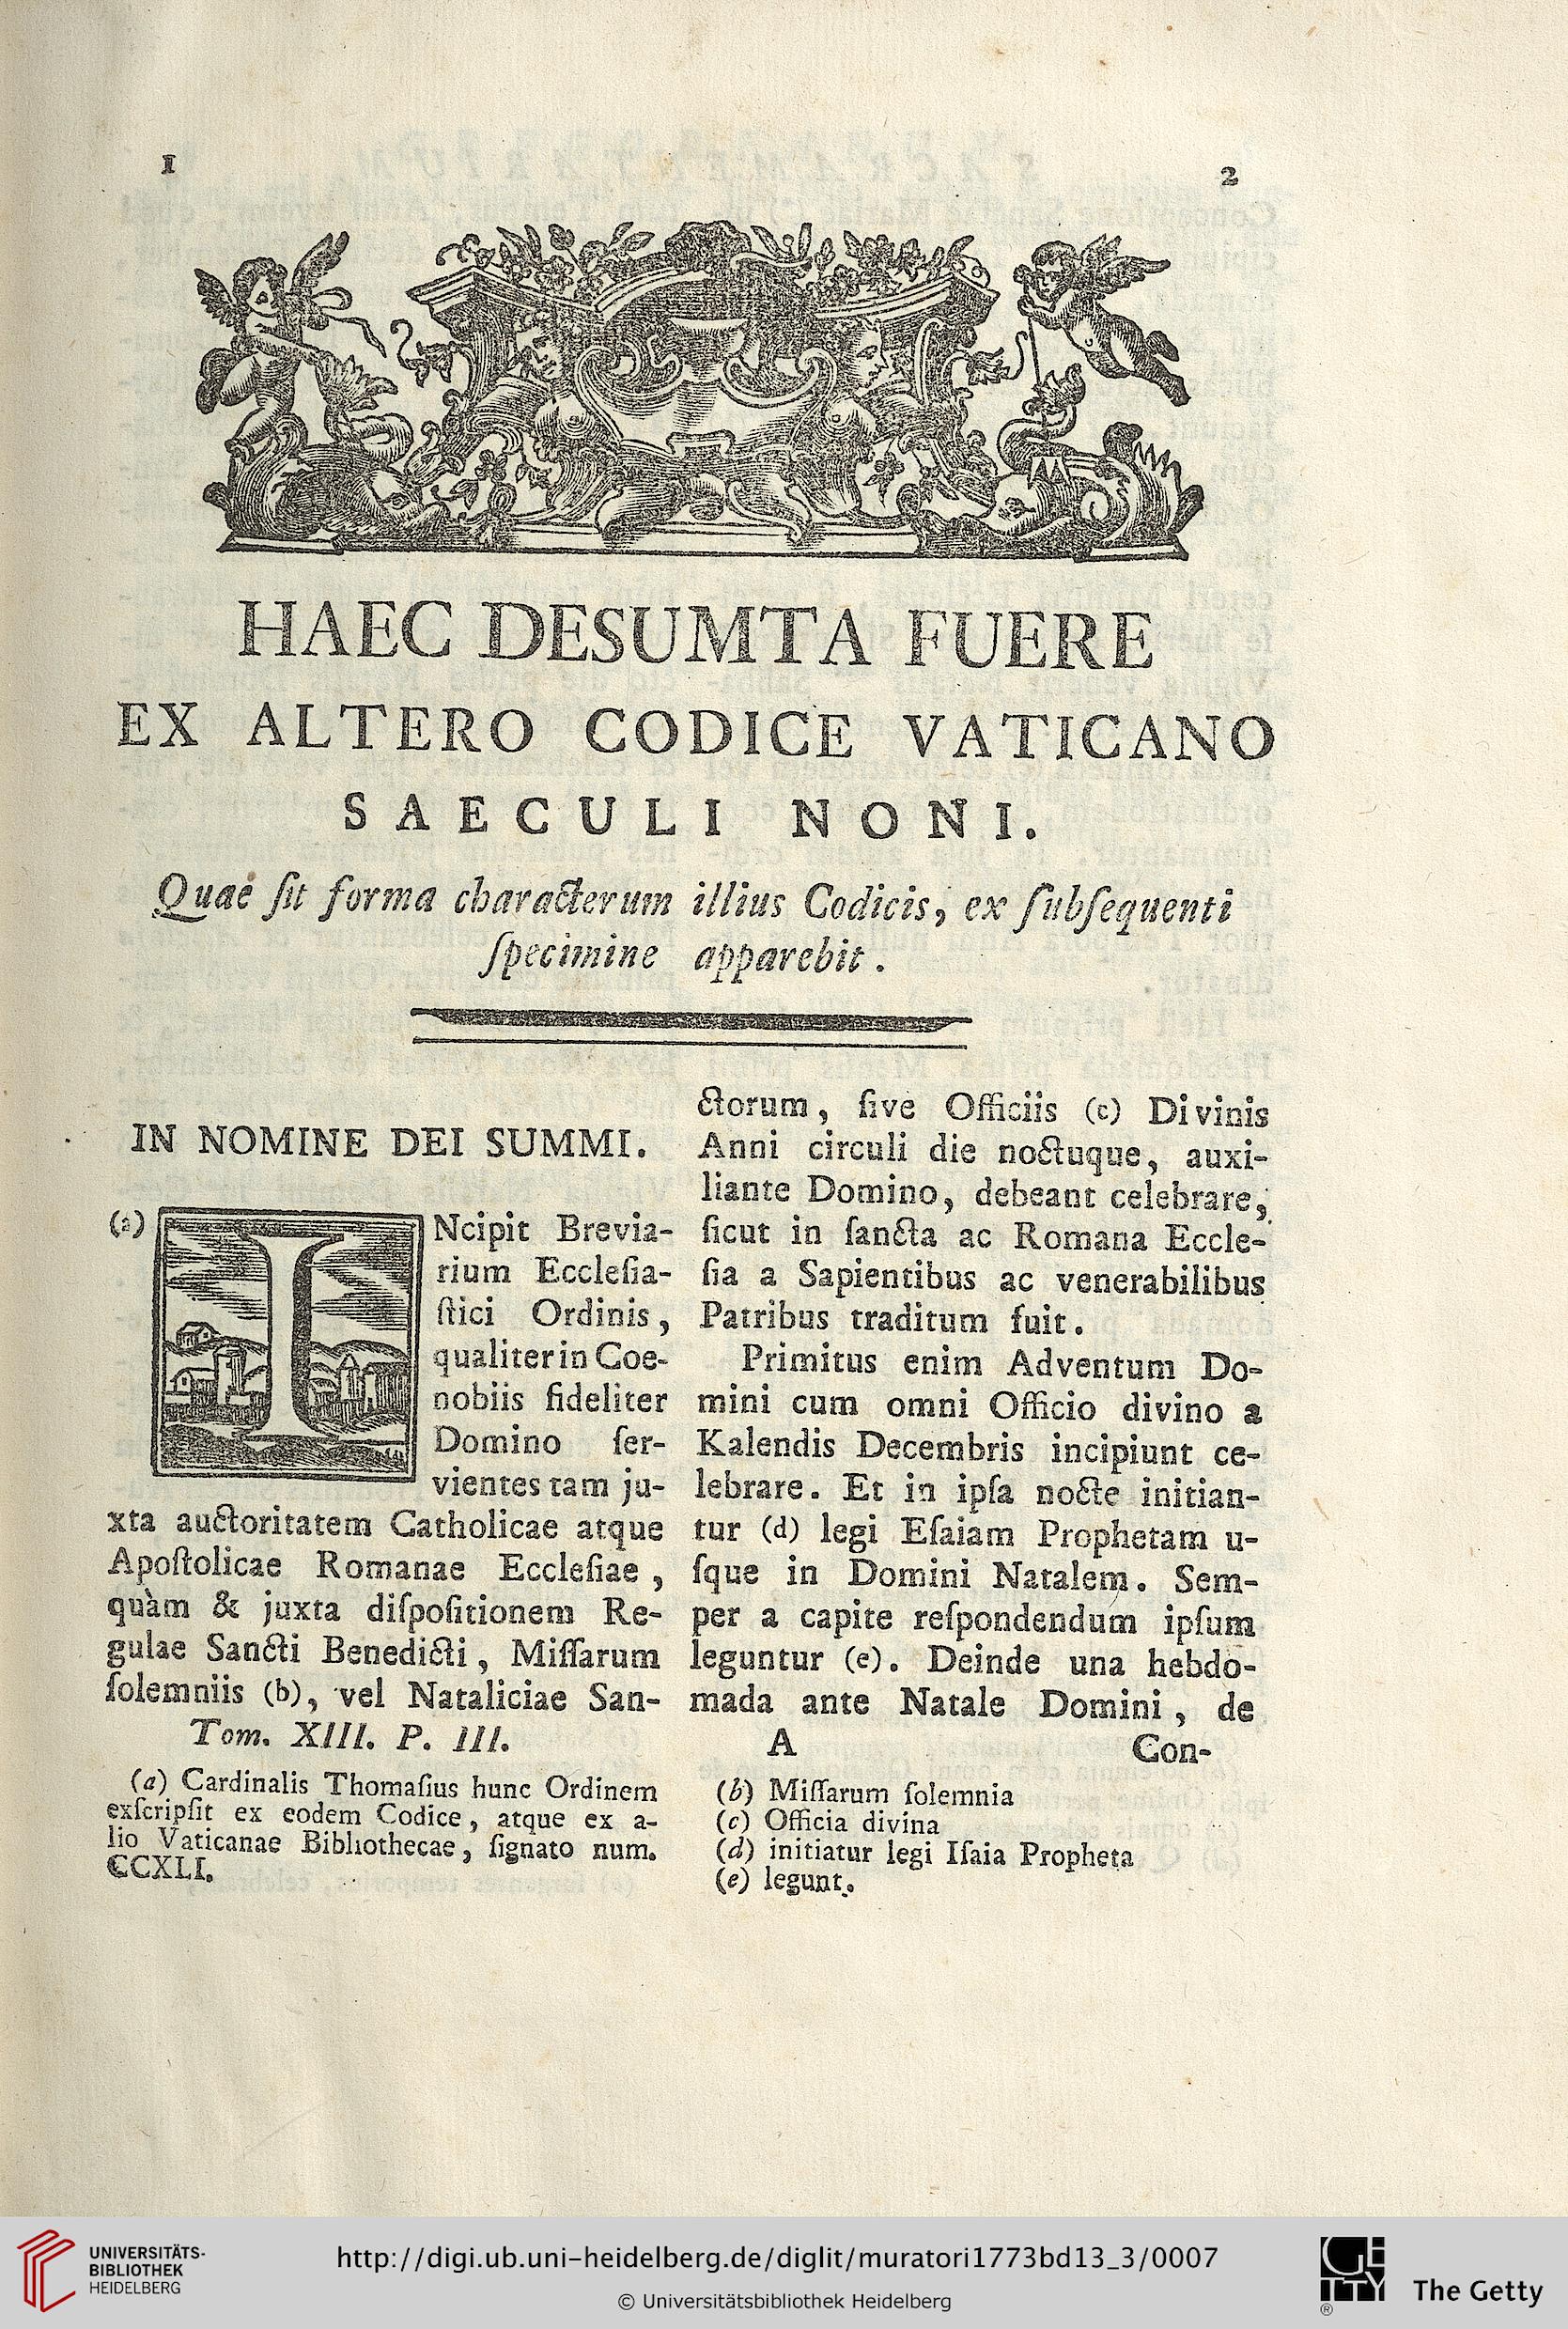 1
2
HAEC DESUMTA FUERE
EX ALTERO CODICE VATICANO
SAECULI NONI.
Quae ſit forma characterum illius Codicis, ex ſubſequenti
ſpecimine apparebit.
IN NOMINE DEI SUMMI.
(a) INcipit Brevia-
rium Eccleſia-
ſtici Ordinis,
qualiter in Coe-
nobiis fideliter
Domino ſer-
vientes tam ju-
xta auctoritatem Catholicae atque
Apoſtolicae Romanae Eccleſiae,
quàm & juxta diſpoſitionem Re-
gulae Sancti Benedicti, Miſſarum
ſolemniis (b), vel Nataliciae San-
ctorum, ſive Officiis (c) Divinis
Anni circuli die noctuque, auxi-
liante Domino, debeant celebrare,
ſicut in ſancta ac Romana Eccle-
ſia a Sapientibus ac venerabilibus
Patribus traditum fuit.
Primitus enim Adventum Do-
mini cum omni Officio divino a
Kalendis Decembris incipiunt ce-
lebrare. Et in ipſa nocte initian-
tur (d) legi Eſaiam Prophetam u-
ſque in Domini Natalem. Sem-
per a capite reſpondendum ipſum
leguntur (e). Deinde una hebdo-
mada ante Natale Domini, de
Tom. XIII. P. III.
A
Con-
(a) Cardinalis Thomaſius hunc Ordinem
exſcripſit ex eodem Codice, atque ex a-
lio Vaticanae Bibliothecae, ſignato num.
CCXLI.
(b) Miſſarum ſolemnia
(c) Officia divina
(d) initiatur legi Iſaia Propheta
(e) legunt.
UNIVERSITÄTS-
BIBLIOTHEK
HEIDELBERG
http://digi.ub.uni-heidelberg.de/diglit/muratori1773bd13_3/0007
© Universitätsbibliothek Heidelberg
GETTY
®
The Getty